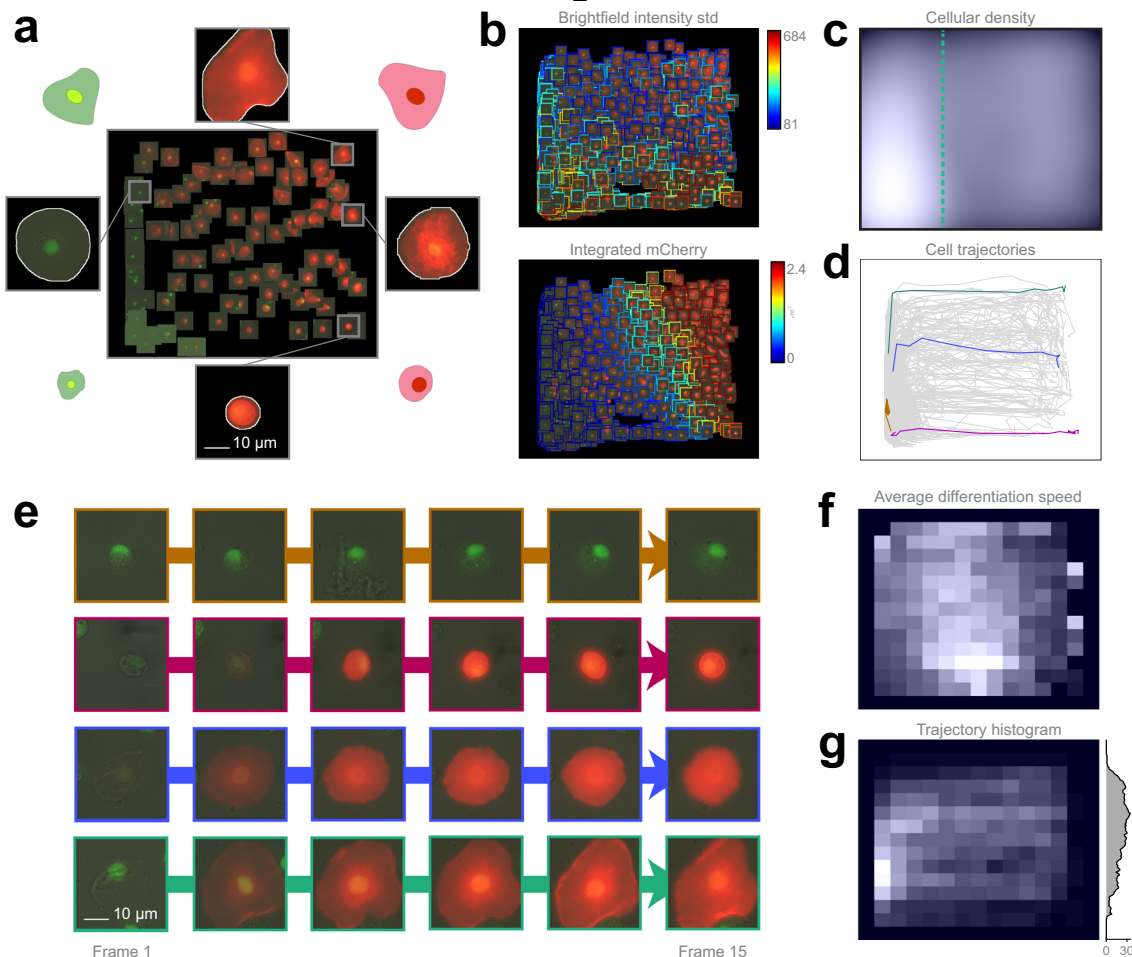 a
10 µm
b
Brightfield intensity std
684
81
Integrated mCherry
2.4
0
c
Cellular density
d
Cell trajectories
e
10 µm
Frame 1
Frame 15
f
Average differentiation speed
g
Trajectory histogram
0 30